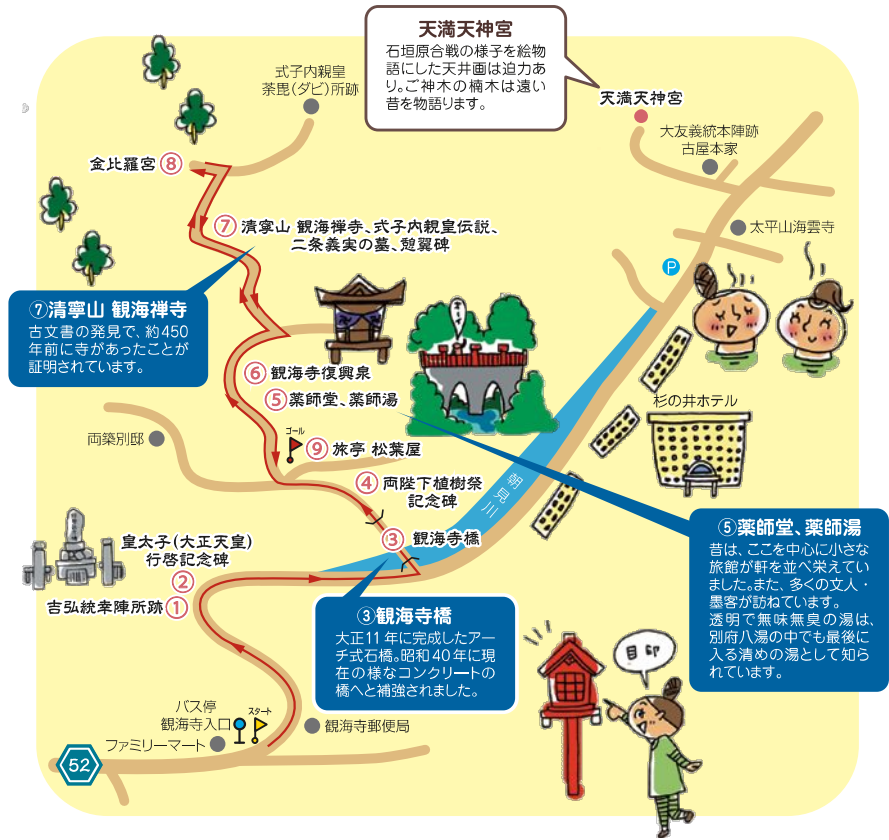 天満天神宮
石垣原合戦の様子を絵物
語にした天井画は迫力あ
り。ご神木の楠木は遠い
昔を物語ります。
式子内親皇
荼毘(ダビ)所跡
天満天神宮
大友義統本陣跡
古屋本家
金比羅宮⑧
太平山海雲寺
⑦清寧山 観海禅寺、式子内親皇伝説、
二条義実の墓、
P
⑦清寧山 観海禅寺
古文書の発見で、約450
年前に寺があったことが
証明されています。
⑥観海寺復興泉
⑤薬師堂、薬師湯
杉の井ホテル
両築別邸
ゴール
⑨旅亭 松葉屋
④両陛下植樹祭
記念碑
朝見川
③観海寺橋
皇太子(大正天皇)
行啓記念碑
②
吉弘統幸陣所跡①
⑤薬師堂、薬師湯
昔は、ここを中心に小さな
旅館が軒を並べ栄えてい
ました。また、多くの文人・
墨客が訪ねています。
透明で無味無臭の湯は、
別府八湯の中でも最後に
入る清めの湯として知ら
れています。
③観海寺橋
大正11年に完成したアー
チ式石橋。昭和40年に現
在の様なコンクリートの
橋へと補強されました。
目印
バス停
観海寺入口
スタート
ファミリーマート
観海寺郵便局
52